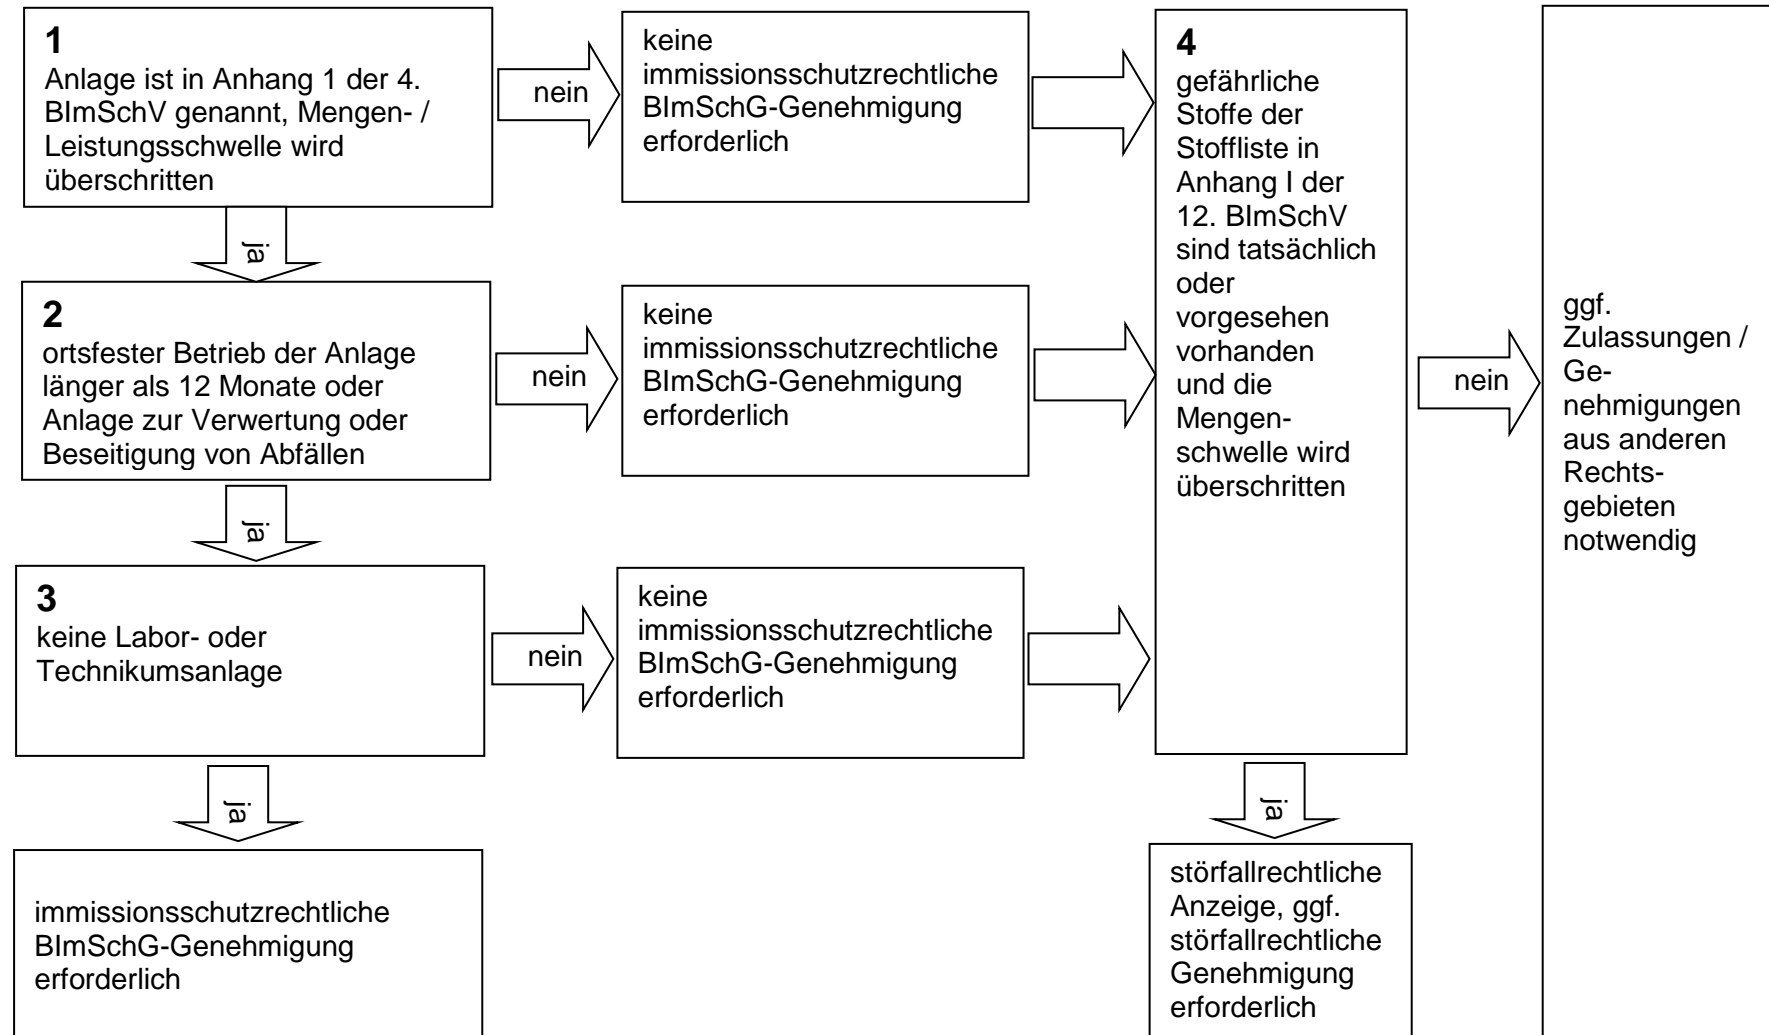 1
Anlage ist in Anhang 1 der 4.
BImSchV genannt, Mengen- /
Leistungsschwelle wird
überschritten
nein
keine
immissionsschutzrechtliche
BImSchG-Genehmigung
erforderlich
ja
2
ortsfester Betrieb der Anlage
länger als 12 Monate oder
Anlage zur Verwertung oder
Beseitigung von Abfällen
nein
keine
immissionsschutzrechtliche
BImSchG-Genehmigung
erforderlich
ja
3
keine Labor- oder
Technikumsanlage
nein
keine
immissionsschutzrechtliche
BImSchG-Genehmigung
erforderlich
ja
immissionsschutzrechtliche
BImSchG-Genehmigung
erforderlich
4
gefährliche
Stoffe der
Stoffliste in
Anhang I der
12. BImSchV
sind tatsächlich
oder
vorgesehen
vorhanden
und die
Mengen-
schwelle wird
überschritten
nein
ja
störfallrechtliche
Anzeige, ggf.
störfallrechtliche
Genehmigung
erforderlich
ggf.
Zulassungen /
Ge-
nehmigungen
aus anderen
Rechts-
gebieten
notwendig